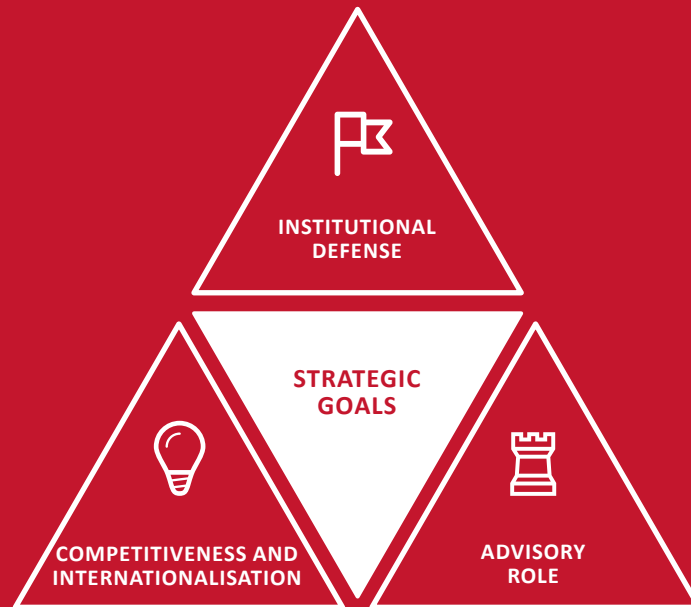 INSTITUTIONAL
DEFENSE
STRATEGIC
GOALS
COMPETITIVENESS AND
INTERNATIONALISATION
ADVISORY
ROLE